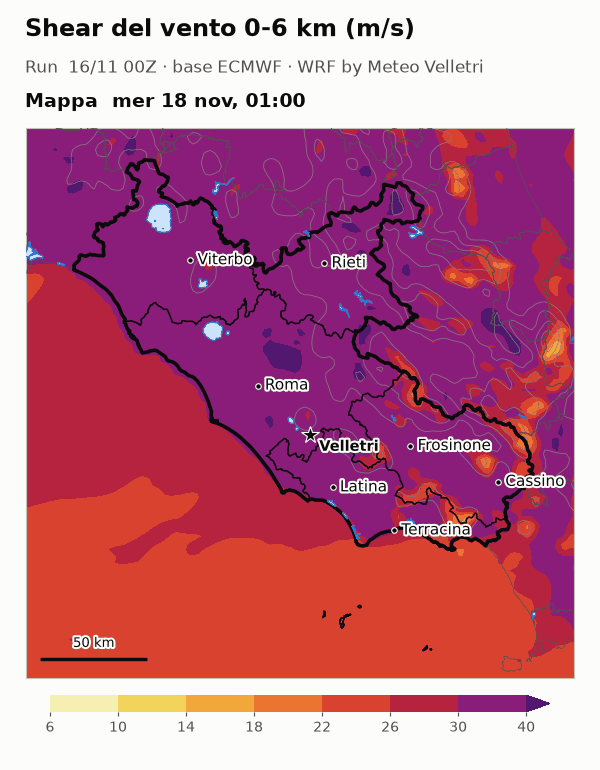 Shear del vento 0-6 km (m/s)
Run 16/11 00Z · base ECMWF · WRF by Meteo Velletri
Mappa mer 18 nov, 01:00
Viterbo
Rieti
Roma
Velletri
Frosinone
Latina
Cassino
Terracina
50 km
6 10 14 18 22 26 30 40